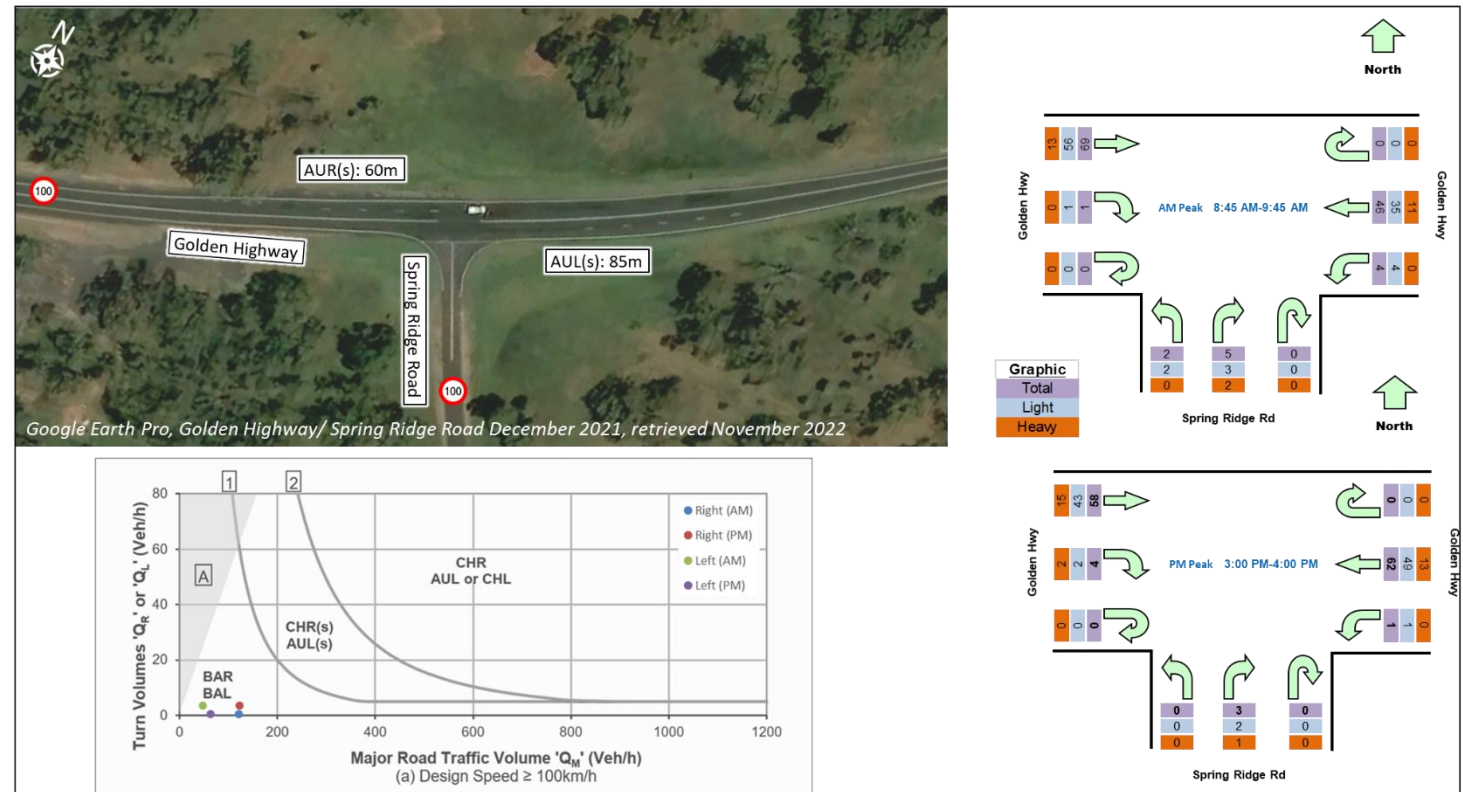 N
AUR(s): 60m
100
Golden Highway
AUL(s): 85m
Spring Ridge Road
100
Google Earth Pro, Golden Highway/ Spring Ridge Road December 2021, retrieved November 2022
North
13 56 69
0 0 0
Golden Hwy
0 1 1
AM Peak 8:45 AM-9:45 AM
46 35 11
Golden Hwy
0 0 0
4 4 0
2 5 0
2 3 0
0 2 0
Spring Ridge Rd
Graphic
Total
Light
Heavy
North
15 43 58
0 0 0
Golden Hwy
2 2 4
PM Peak 3:00 PM-4:00 PM
62 49 13
Golden Hwy
0 0 0
1 1 0
0 3 0
0 2 0
0 1 0
Spring Ridge Rd
1 2
Turn Volumes 'QR' or 'QL' (Veh/h)
80
60
40
20
0
A
CHR
AUL or CHL
CHR(s)
AUL(s)
BAR
BAL
Right (AM)
Right (PM)
Left (AM)
Left (PM)
0 200 400 600 800 1000 1200
Major Road Traffic Volume 'QM' (Veh/h)
(a) Design Speed ≥ 100km/h